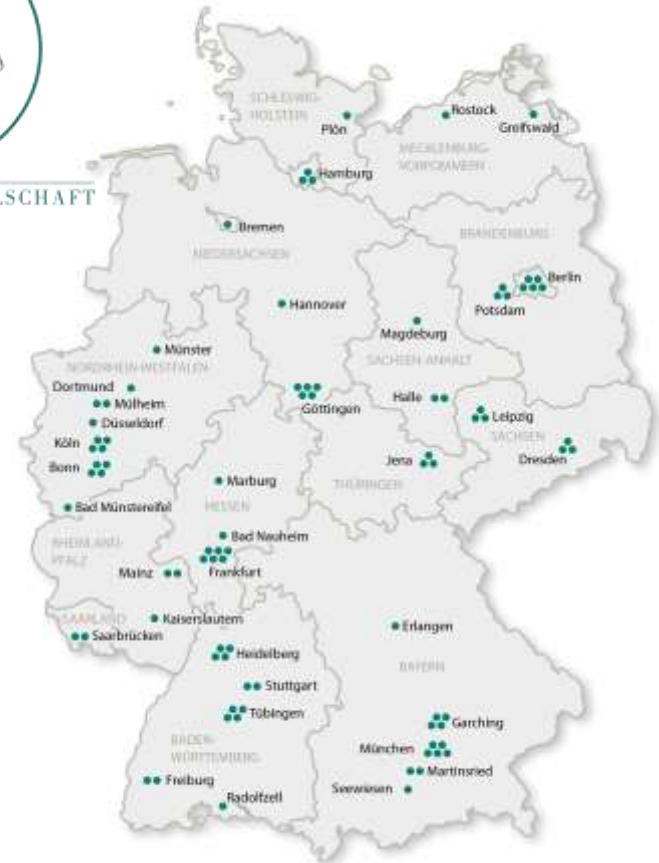 SCHLESWIG-
HOLSTEIN
Plön
Rostock
Greifswald
MECKLENBURG-
VORPOMMERN
Hamburg
LSCHAFT
Bremen
NIEDERSACHSEN
BRANDENBURG
Berlin
Potsdam
Hannover
Magdeburg
SACHSEN-ANHALT
Münster
NORDRHEIN-WESTFALEN
Dortmund
Mülheim
Düsseldorf
Köln
Bonn
Göttingen
Halle
Leipzig
SACHSEN
Dresden
Jena
THÜRINGEN
Marburg
HESSEN
Bad Münstereifel
Bad Nauheim
RHEINLAND-
PFALZ
Mainz
Frankfurt
SAARLAND
Kaiserslautern
Saarbrücken
Erlangen
Heidelberg
BAYERN
Stuttgart
Tübingen
Garching
BADEN-
WÜRTTEMBERG
München
Martinsried
Freiburg
Seewiesen
Radolfzell